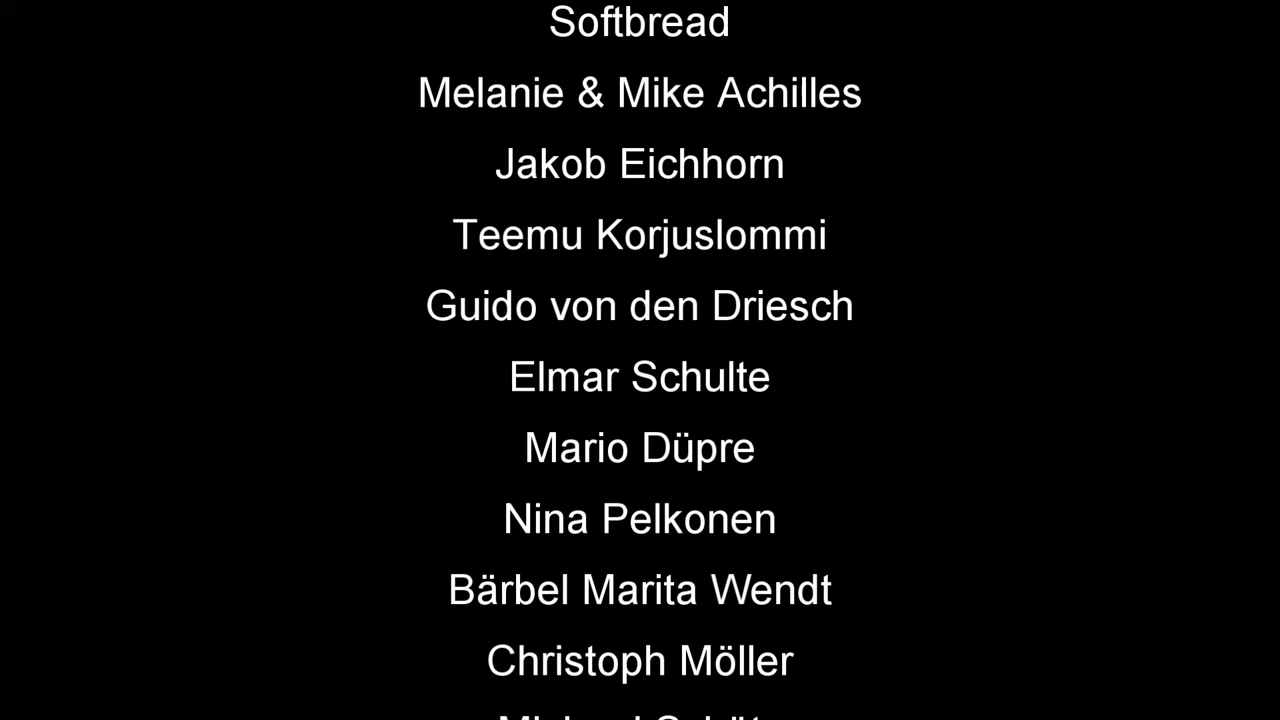 Softbread
Melanie & Mike Achilles
Jakob Eichhorn
Teemu Korjuslommi
Guido von den Driesch
Elmar Schulte
Mario Düpre
Nina Pelkonen
Bärbel Marita Wendt
Christoph Möller